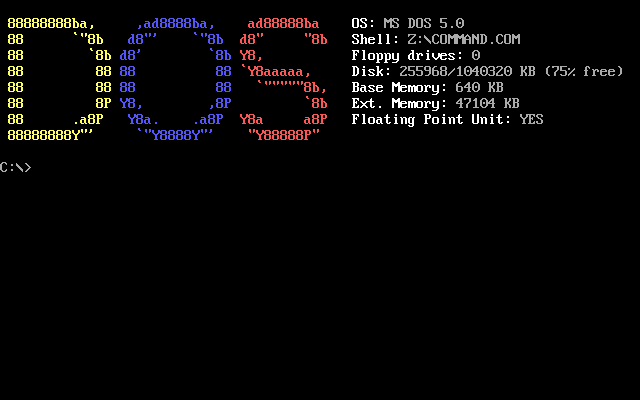 88888888ba,     ,ad8888ba,    ad88888ba   OS: MS DOS 5.0
88      `"8b   d8"'    `"8b  d8"     "8b  Shell: Z:\COMMAND.COM
88        `8b d8'        `8b Y8,          Floppy drives: 0
88         88 88          88 `Y8aaaaa,    Disk: 255968/1040320 KB (75% free)
88         88 88          88   `"""""8b,  Base Memory: 640 KB
88         8P Y8,        ,8P         `8b  Ext. Memory: 47104 KB
88      .a8P   Y8a.    .a8P  Y8a     a8P  Floating Point Unit: YES
88888888Y"'     `"Y8888Y"'    "Y88888P"
C:\>